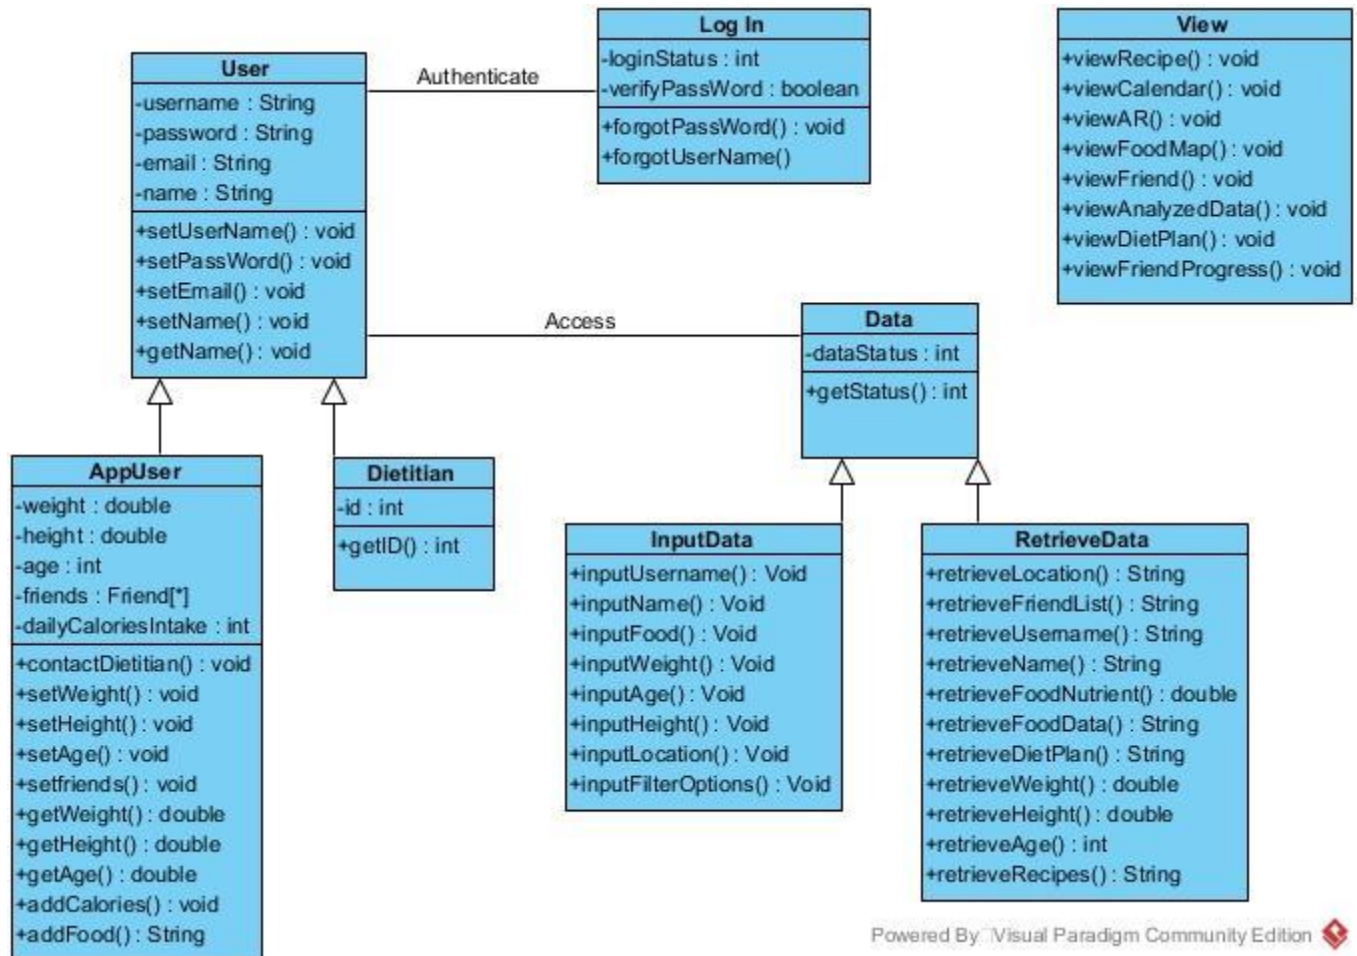 Log In
-loginStatus : int
-verifyPassWord : boolean
+forgotPassWord() : void
+forgotUserName()
View
+viewRecipe() : void
+viewCalendar() : void
+viewAR() : void
+viewFoodMap() : void
+viewFriend() : void
+viewAnalyzedData() : void
+viewDietPlan() : void
+viewFriendProgress() : void
User
-username : String
-password : String
-email : String
-name : String
+setUserName() : void
+setPassWord() : void
+setEmail() : void
+setName() : void
+getName() : void
Authenticate
Access
Data
-dataStatus : int
+getStatus() : int
AppUser
-weight : double
-height : double
-age : int
-friends : Friend[*]
-dailyCaloriesIntake : int
+contactDietitian() : void
+setWeight() : void
+setHeight() : void
+setAge() : void
+setfriends() : void
+getWeight() : double
+getHeight() : double
+getAge() : double
+addCalories() : void
+addFood() : String
Dietitian
-id : int
+getID() : int
InputData
+inputUsername() : Void
+inputName() : Void
+inputFood() : Void
+inputWeight() : Void
+inputAge() : Void
+inputHeight() : Void
+inputLocation() : Void
+inputFilterOptions() : Void
RetrieveData
+retrieveLocation() : String
+retrieveFriendList() : String
+retrieveUsername() : String
+retrieveName() : String
+retrieveFoodNutrient() : double
+retrieveFoodData() : String
+retrieveDietPlan() : String
+retrieveWeight() : double
+retrieveHeight() : double
+retrieveAge() : int
+retrieveRecipes() : String
Powered By Visual Paradigm Community Edition